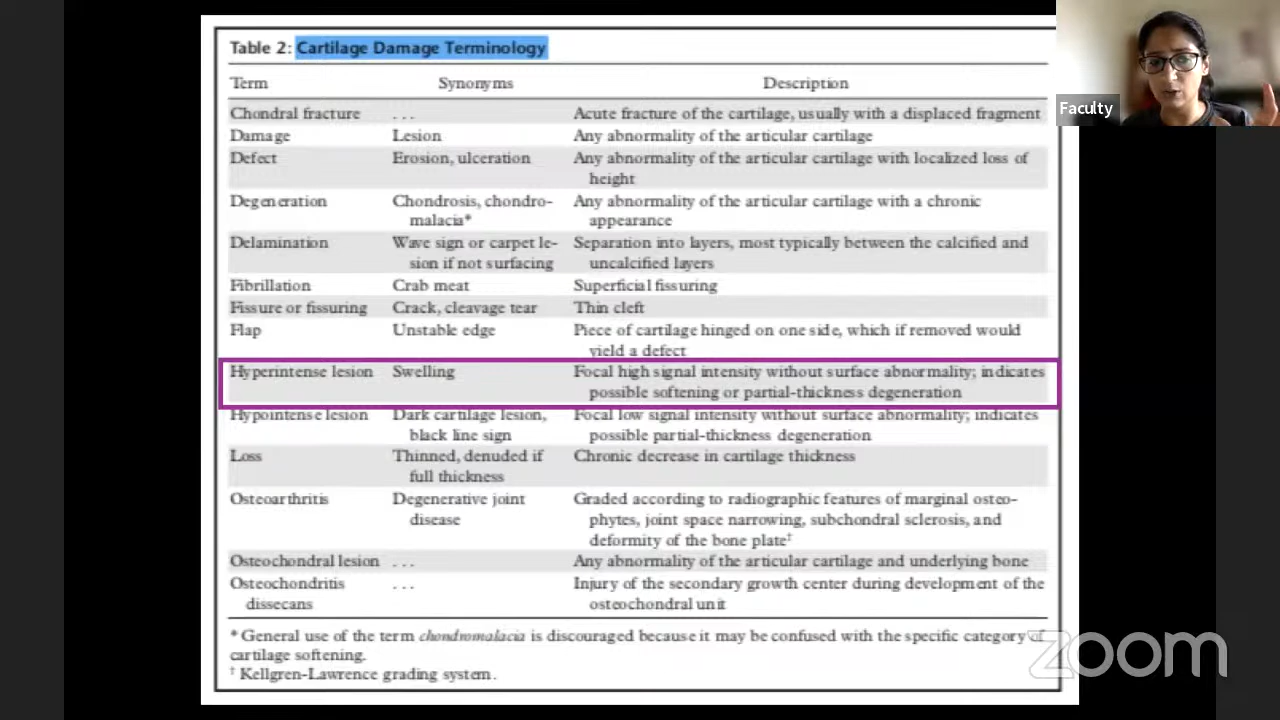 Table 2: Cartilage Damage Terminology
Term Synonyms Description
Chondral fracture . . . Acute fracture of the cartilage, usually with a displaced fragment
Damage Lesion Any abnormality of the articular cartilage
Defect Erosion, ulceration Any abnormality of the articular cartilage with localized loss of
height
Degeneration Chondrosis, chondro- Any abnormality of the articular cartilage with a chronic
malacia* appearance
Delamination Wave sign or carpet le- Separation into layers, most typically between the calcified and
sion if not surfacing uncalcified layers
Fibrillation Crab meat Superficial fissuring
Fissure or fissuring Crack, cleavage tear Thin cleft
Flap Unstable edge Piece of cartilage hinged on one side, which if removed would
yield a defect
Hyperintense lesion Swelling Focal high signal intensity without surface abnormality; indicates
possible softening or partial-thickness degeneration
Hypointense lesion Dark cartilage lesion, Focal low signal intensity without surface abnormality; indicates
black line sign possible partial-thickness degeneration
Loss Thinned, denuded if Chronic decrease in cartilage thickness
full thickness
Osteoarthritis Degenerative joint Graded according to radiographic features of marginal osteo-
disease phytes, joint space narrowing, subchondral sclerosis, and
deformity of the bone plate†
Osteochondral lesion . . . Any abnormality of the articular cartilage and underlying bone
Osteochondritis . . . Injury of the secondary growth center during development of the
dissecans osteochondral unit
* General use of the term chondromalacia is discouraged because it may be confused with the specific category of
cartilage softening.
† Kellgren-Lawrence grading system.
Faculty
zoom